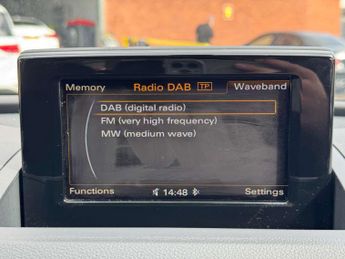 Memory Radio DAB TP Waveband
DAB (digital radio)
FM (very high frequency)
MW (medium wave)
Functions 14:48 Settings